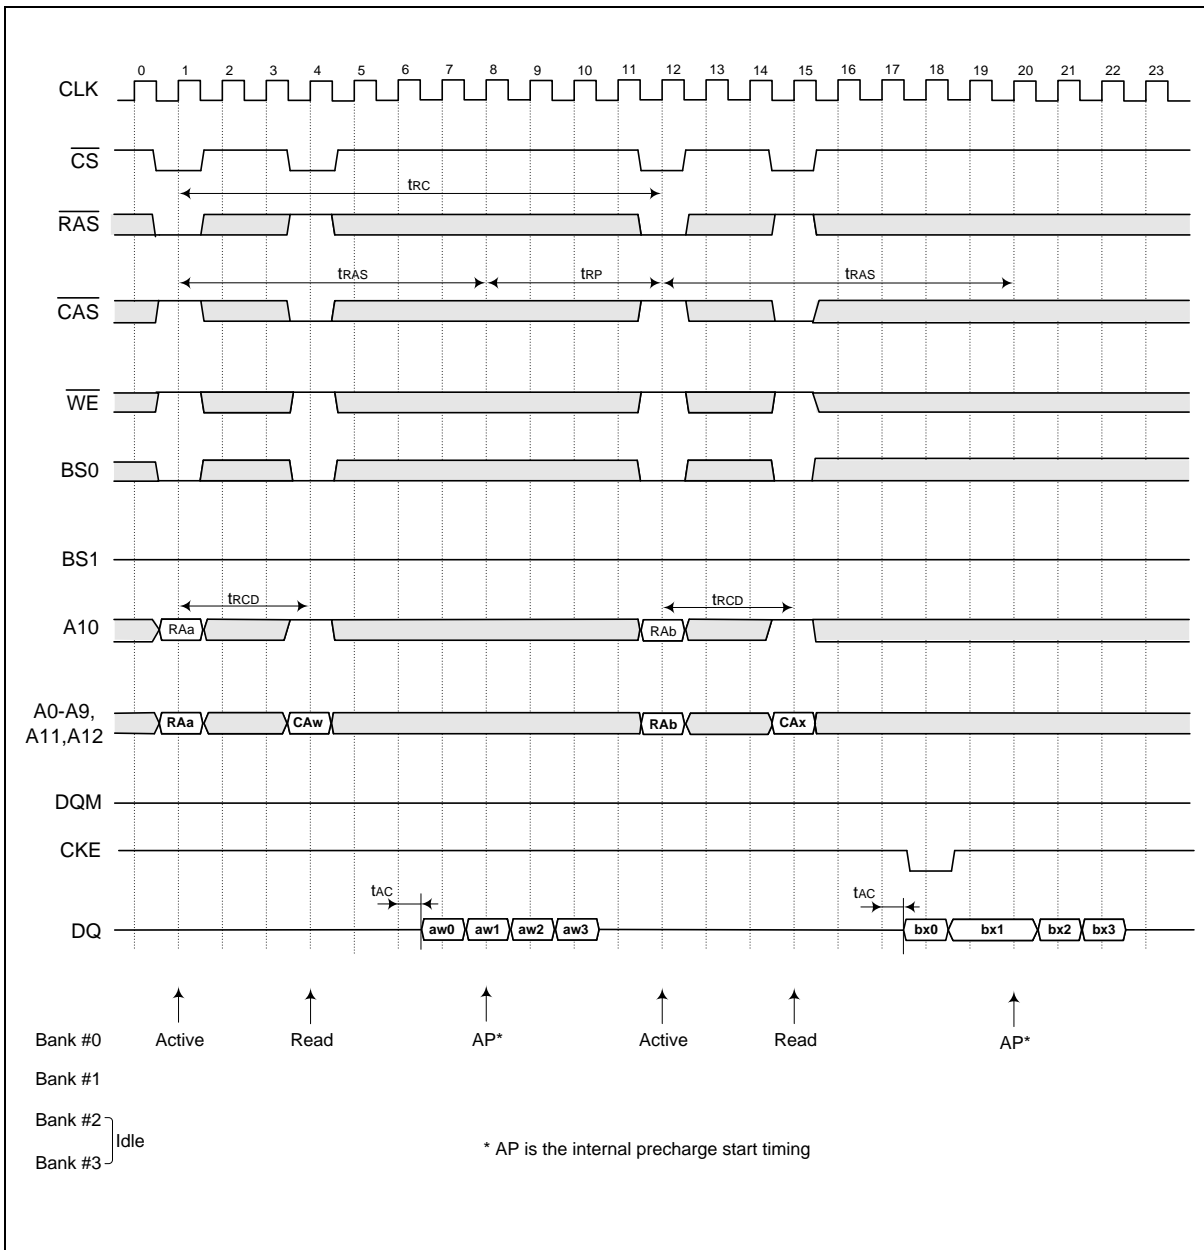 0 1 2 3 4 5 6 7 8 9 10 11 12 13 14 15 16 17 18 19 20 21 22 23
CLK
CS
tRC
RAS
tRAS tRP tRAS
CAS
WE
BS0
BS1
tRCD tRCD
A10 RAa RAb
A0-A9,
A11,A12
RAa CAw RAb CAx
DQM
CKE
tAC tAC
DQ aw0 aw1 aw2 aw3 bx0 bx1 bx2 bx3
Bank #0 Active Read AP* Active Read AP*
Bank #1
Bank #2
Idle
Bank #3
* AP is the internal precharge start timing